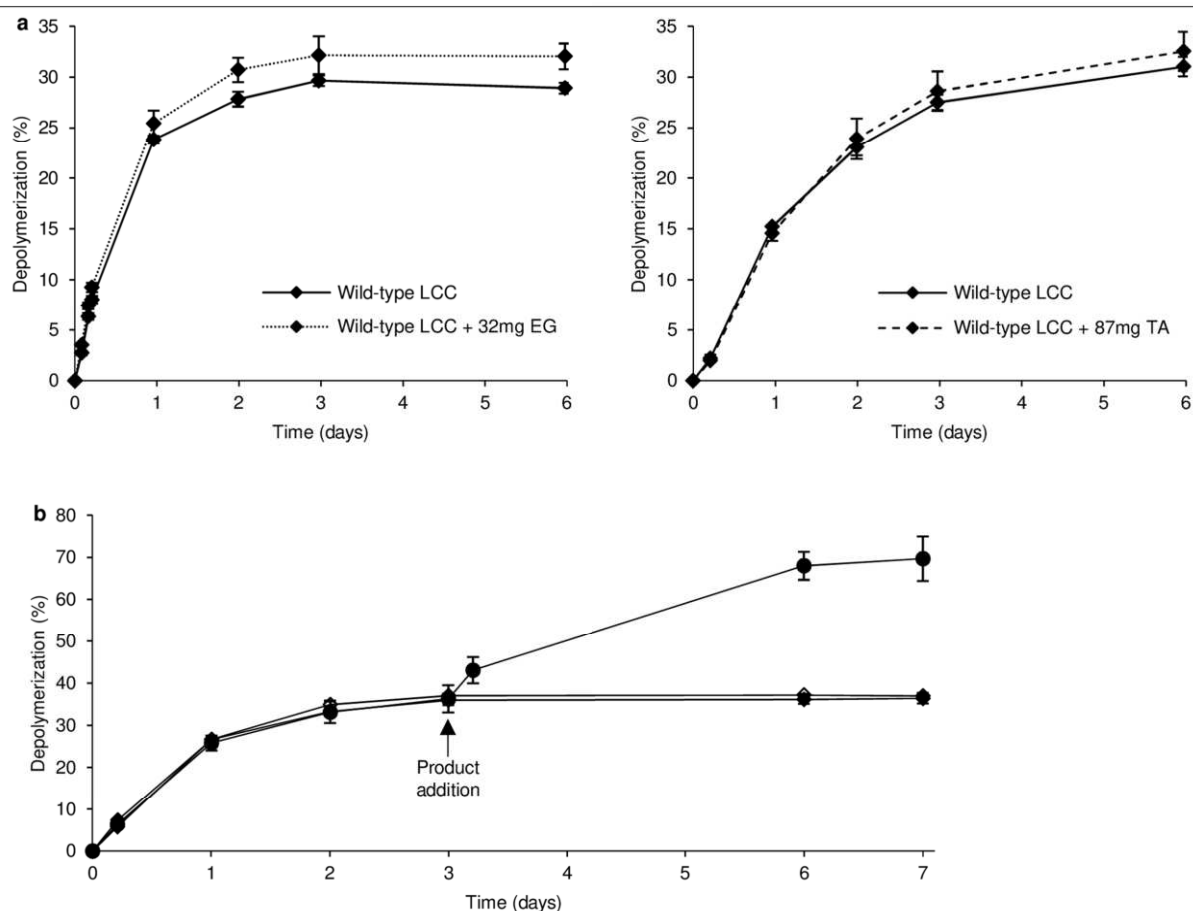 a
35
30
25
20
15
10
5
0
Depolymerization (%)
Wild-type LCC
Wild-type LCC + 32mg EG
0 1 2 3 4 5 6
Time (days)
35
30
25
20
15
10
5
0
Depolymerization (%)
Wild-type LCC
Wild-type LCC + 87mg TA
0 1 2 3 4 5 6
Time (days)
b
80
70
60
50
40
30
20
10
0
Depolymerization (%)
Product
addition
0 1 2 3 4 5 6 7
Time (days)